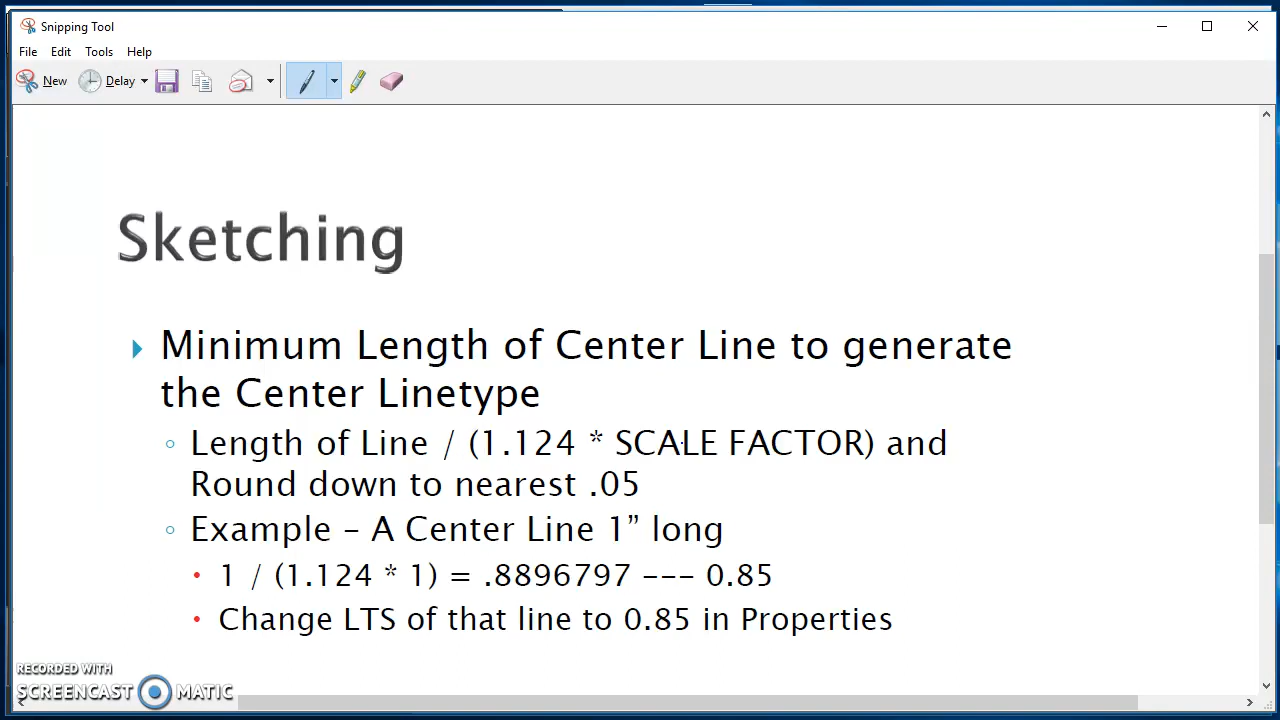 Snipping Tool
File Edit Tools Help
New Delay
Sketching
Minimum Length of Center Line to generate
the Center Linetype
Length of Line / (1.124 * SCALE FACTOR) and
Round down to nearest .05
Example – A Center Line 1” long
1 / (1.124 * 1) = .8896797 --- 0.85
Change LTS of that line to 0.85 in Properties
RECORDED WITH
SCREENCAST MATIC